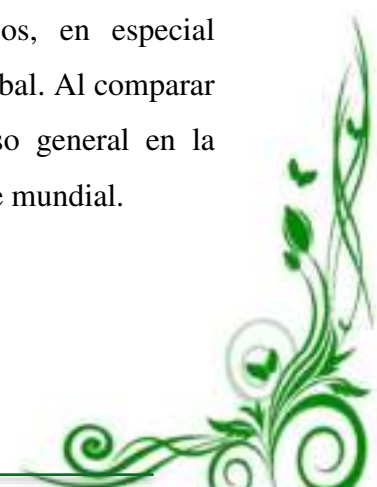 os, en especial
bal. Al comparar
so general en la
e mundial.